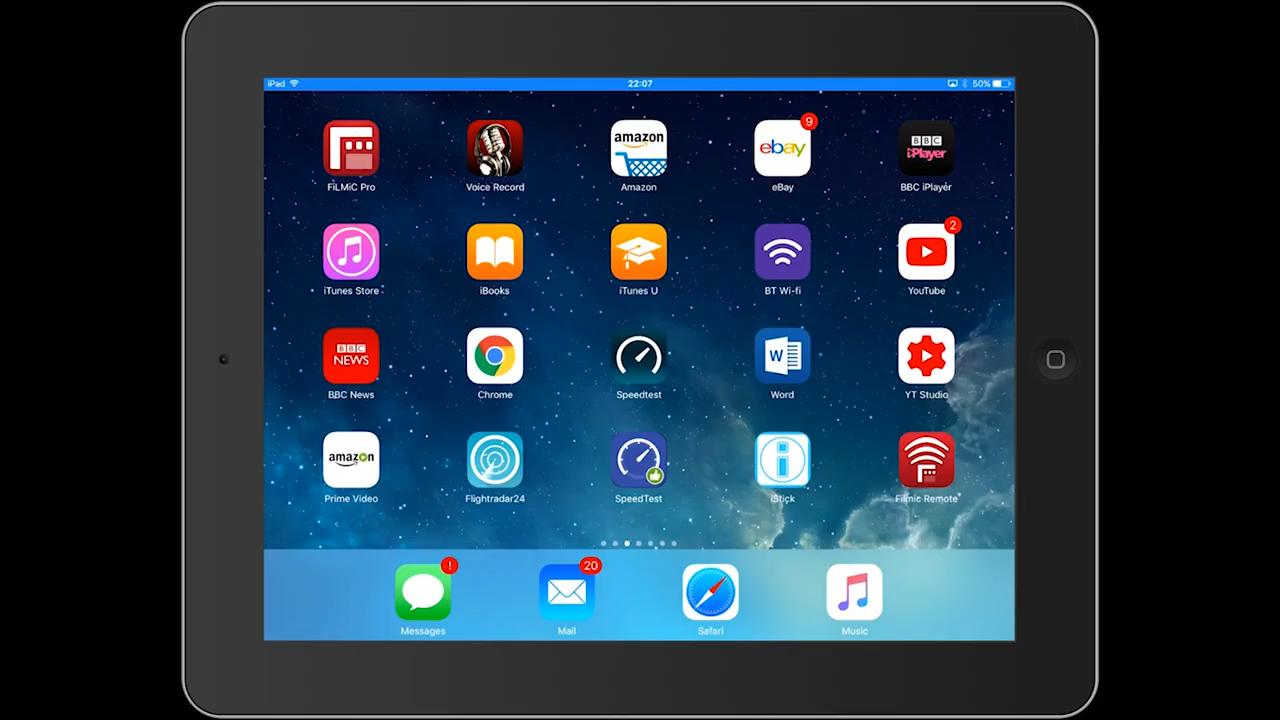 iPad 22:07 50%
9
amazon ebay BBC iPlayer
FiLMiC Pro Voice Record Amazon eBay BBC iPlayer
2
iTunes Store iBooks iTunes U BT Wi-fi YouTube
BBC NEWS W
BBC News Chrome Speedtest Word YT Studio
amazon
Prime Video Flightradar24 SpeedTest iStick Filmic Remote
! 20
Messages Mail Safari Music